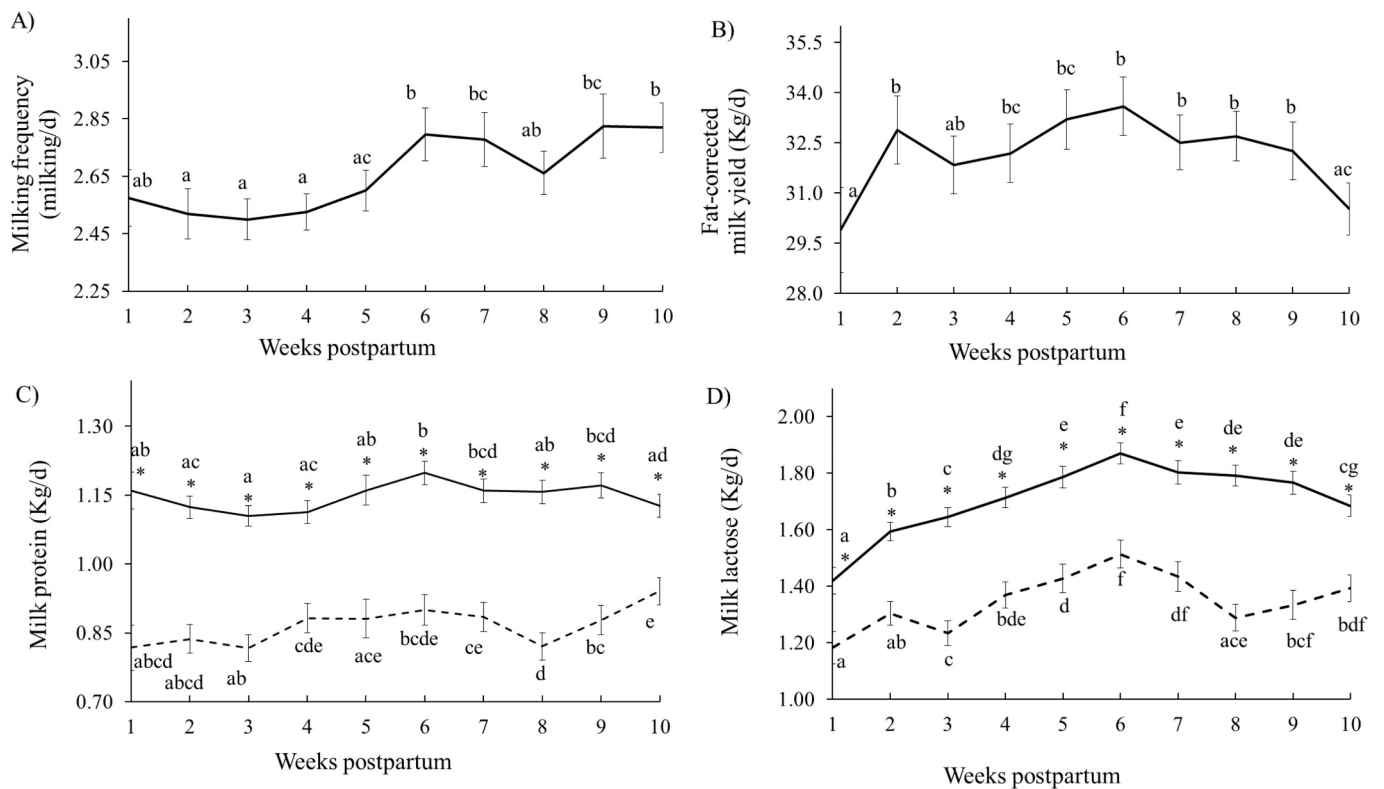 A)
Milking frequency
(milking/d)
3.05
2.85
2.65
2.45
2.25
ab
a
a
a
ac
b
bc
ab
bc
b
1 2 3 4 5 6 7 8 9 10
Weeks postpartum
B)
Fat-corrected
milk yield (Kg/d)
35.5
34.0
32.5
31.0
29.5
28.0
a
b
ab
bc
bc
b
b
b
b
ac
1 2 3 4 5 6 7 8 9 10
Weeks postpartum
C)
Milk protein (Kg/d)
1.30
1.15
1.00
0.85
0.70
ab ac a ac ab b bcd ab bcd ad
* * * * * * * * * *
abcd abcd ab cde ace bcde ce d bc e
1 2 3 4 5 6 7 8 9 10
Weeks postpartum
D)
Milk lactose (Kg/d)
2.00
1.80
1.60
1.40
1.20
1.00
a b c dg e f e de de cg
* * * * * * * * * *
a ab c bde d f df ace bcf bdf
1 2 3 4 5 6 7 8 9 10
Weeks postpartum